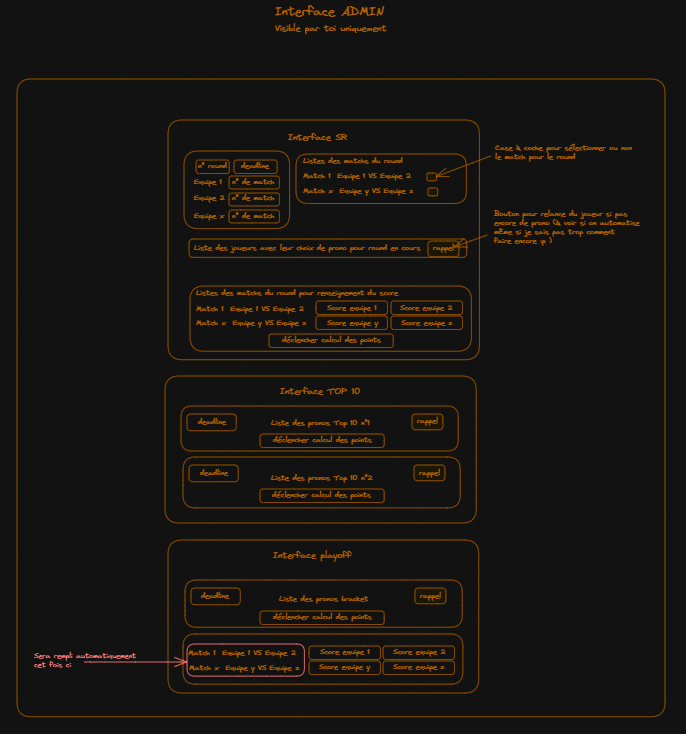 Interface ADMIN
Visible par toi uniquement
Interface SR
n° round deadline
Equipe 1 n° de match
Equipe 2 n° de match
Equipe x n° de match
Listes des matchs du round
Match 1 Equipe 1 VS Equipe 2
Match x Equipe y VS Equipe z
Case à coche pour sélectionner ou non
le match pour le round
Bouton pour relance du joueur si pas
encore de prono (à voir si on automatise
même si je sais pas trop comment
faire encore :p )
Liste des joueurs avec leur choix de prono pour round en cours rappel
Listes des matchs du round pour renseignement du score
Match 1 Equipe 1 VS Equipe 2 Score equipe 1 Score equipe 2
Match x Equipe y VS Equipe z Score equipe y Score equipe z
déclencher calcul des points
Interface TOP 10
deadline Liste des pronos Top 10 n°1 rappel
déclencher calcul des points
deadline Liste des pronos Top 10 n°2 rappel
déclencher calcul des points
Interface playoff
deadline Liste des pronos bracket rappel
déclencher calcul des points
Sera rempli automatiquement
cet fois ci
Match 1 Equipe 1 VS Equipe 2 Score equipe 1 Score equipe 2
Match x Equipe y VS Equipe z Score equipe y Score equipe z